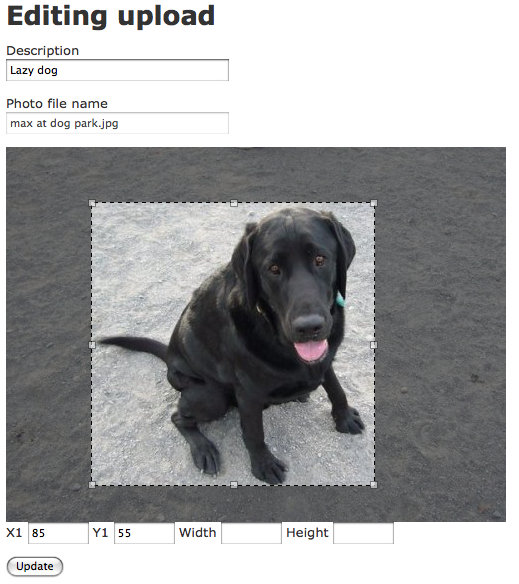 Editing upload
Description
Lazy dog
Photo file name
max at dog park.jpg
X1 85 Y1 55 Width Height
Update